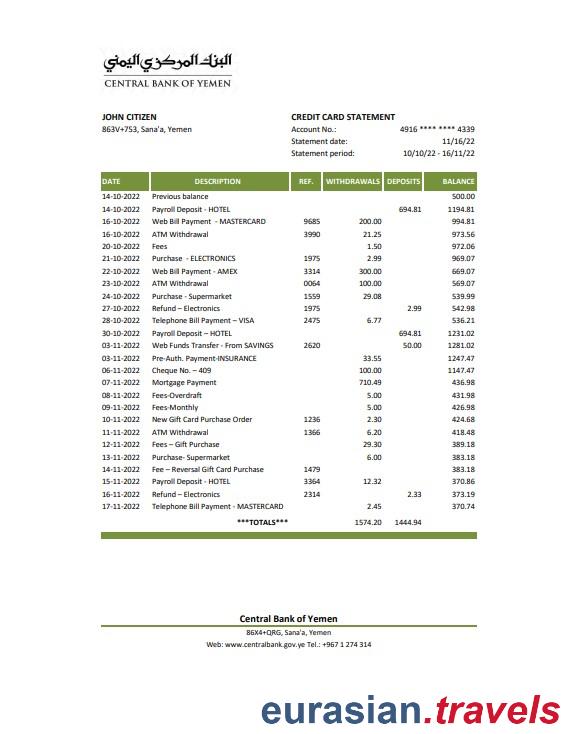 البنك المركزي اليمني
CENTRAL BANK OF YEMEN
JOHN CITIZEN
863V+753, Sana'a, Yemen
CREDIT CARD STATEMENT
Account No.: 4916 **** **** 4339
Statement date: 11/16/22
Statement period: 10/10/22 - 16/11/22
DATE DESCRIPTION REF. WITHDRAWALS DEPOSITS BALANCE
14-10-2022 Previous balance 500.00
14-10-2022 Payroll Deposit - HOTEL 694.81 1194.81
16-10-2022 Web Bill Payment - MASTERCARD 9685 200.00 994.81
16-10-2022 ATM Withdrawal 3990 21.25 973.56
20-10-2022 Fees 1.50 972.06
21-10-2022 Purchase - ELECTRONICS 1975 2.99 969.07
22-10-2022 Web Bill Payment - AMEX 3314 300.00 669.07
23-10-2022 ATM Withdrawal 0064 100.00 569.07
24-10-2022 Purchase - Supermarket 1559 29.08 539.99
27-10-2022 Refund – Electronics 1975 2.99 542.98
28-10-2022 Telephone Bill Payment – VISA 2475 6.77 536.21
30-10-2022 Payroll Deposit – HOTEL 694.81 1231.02
03-11-2022 Web Funds Transfer - From SAVINGS 2620 50.00 1281.02
03-11-2022 Pre-Auth. Payment-INSURANCE 33.55 1247.47
06-11-2022 Cheque No. – 409 100.00 1147.47
07-11-2022 Mortgage Payment 710.49 436.98
08-11-2022 Fees-Overdraft 5.00 431.98
09-11-2022 Fees-Monthly 5.00 426.98
10-11-2022 New Gift Card Purchase Order 1236 2.30 424.68
11-11-2022 ATM Withdrawal 1366 6.20 418.48
12-11-2022 Fees – Gift Purchase 29.30 389.18
13-11-2022 Purchase- Supermarket 6.00 383.18
14-11-2022 Fee – Reversal Gift Card Purchase 1479 383.18
15-11-2022 Payroll Deposit - HOTEL 3364 12.32 370.86
16-11-2022 Refund – Electronics 2314 2.33 373.19
17-11-2022 Telephone Bill Payment - MASTERCARD 2.45 370.74
***TOTALS*** 1574.20 1444.94
Central Bank of Yemen
86X4+QRG, Sana'a, Yemen
Web: www.centralbank.gov.ye Tel.: +967 1 274 314
eurasian.travels